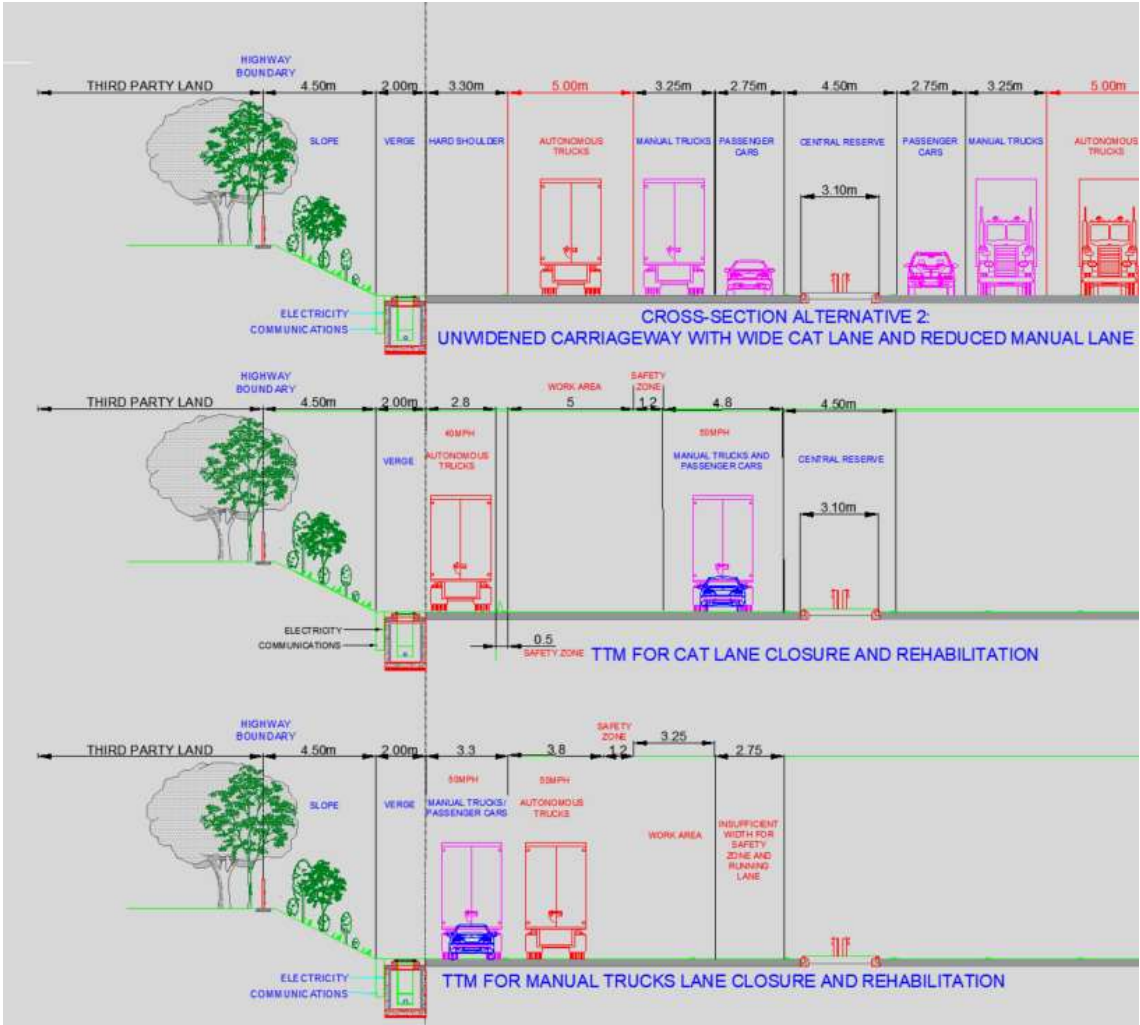 HIGHWAY
BOUNDARY
THIRD PARTY LAND 4.50m 2.00m 3.30m 5.00m 3.25m 2.75m 4.50m 2.75m 3.25m 5.00m
SLOPE VERGE HARD SHOULDER AUTONOMOUS TRUCKS MANUAL TRUCKS PASSENGER CARS CENTRAL RESERVE PASSENGER CARS MANUAL TRUCKS AUTONOMOUS TRUCKS
3.10m
ELECTRICITY
COMMUNICATIONS
CROSS-SECTION ALTERNATIVE 2:
UNWIDENED CARRIAGEWAY WITH WIDE CAT LANE AND REDUCED MANUAL LANE
HIGHWAY
BOUNDARY
WORK AREA
SAFETY
ZONE
THIRD PARTY LAND 4.50m 2.00m 2.8 5 1.2 4.8 4.50m
40MPH 50MPH
VERGE AUTONOMOUS TRUCKS MANUAL TRUCKS AND PASSENGER CARS CENTRAL RESERVE
3.10m
ELECTRICITY
COMMUNICATIONS
0.5
SAFETY ZONE
TTM FOR CAT LANE CLOSURE AND REHABILITATION
HIGHWAY
BOUNDARY
SAFETY
ZONE
THIRD PARTY LAND 4.50m 2.00m 3.3 3.8 1.2 3.25 2.75
50MPH 50MPH
SLOPE VERGE MANUAL TRUCKS/ PASSENGER CARS AUTONOMOUS TRUCKS
WORK AREA
INSUFFICIENT
WIDTH FOR
SAFETY
ZONE AND
RUNNING
LANE
ELECTRICITY
COMMUNICATIONS
TTM FOR MANUAL TRUCKS LANE CLOSURE AND REHABILITATION